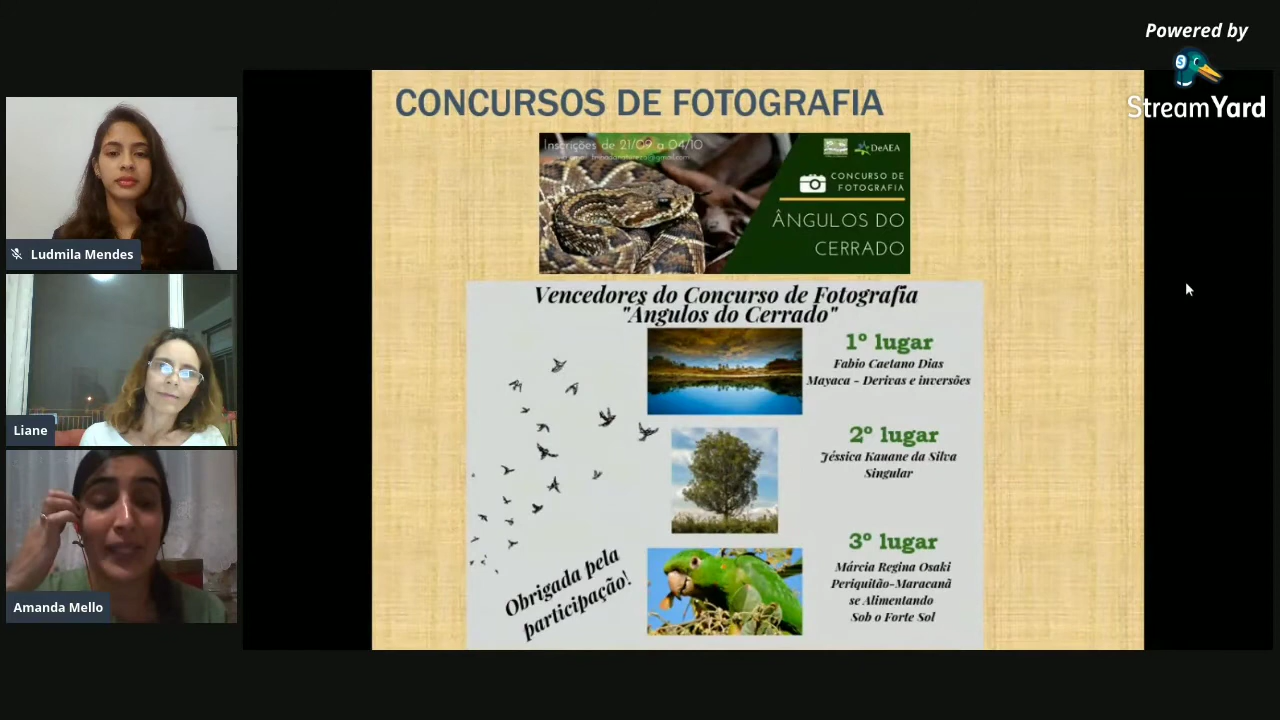 Powered by
StreamYard
Ludmila Mendes
Liane
Amanda Mello
CONCURSOS DE FOTOGRAFIA
Inscrições de 21/09 a 04/10
DeAEA
CONCURSO DE
FOTOGRAFIA
ÂNGULOS DO
CERRADO
Vencedores do Concurso de Fotografia
"Ângulos do Cerrado"
1º lugar
Fabio Caetano Dias
Mayaca - Derivas e inversões
2º lugar
Jéssica Kauane da Silva
Singular
3º lugar
Márcia Regina Osaki
Periquitão-Maracanã
se Alimentando
Sob o Forte Sol
Obrigada pela
participação!